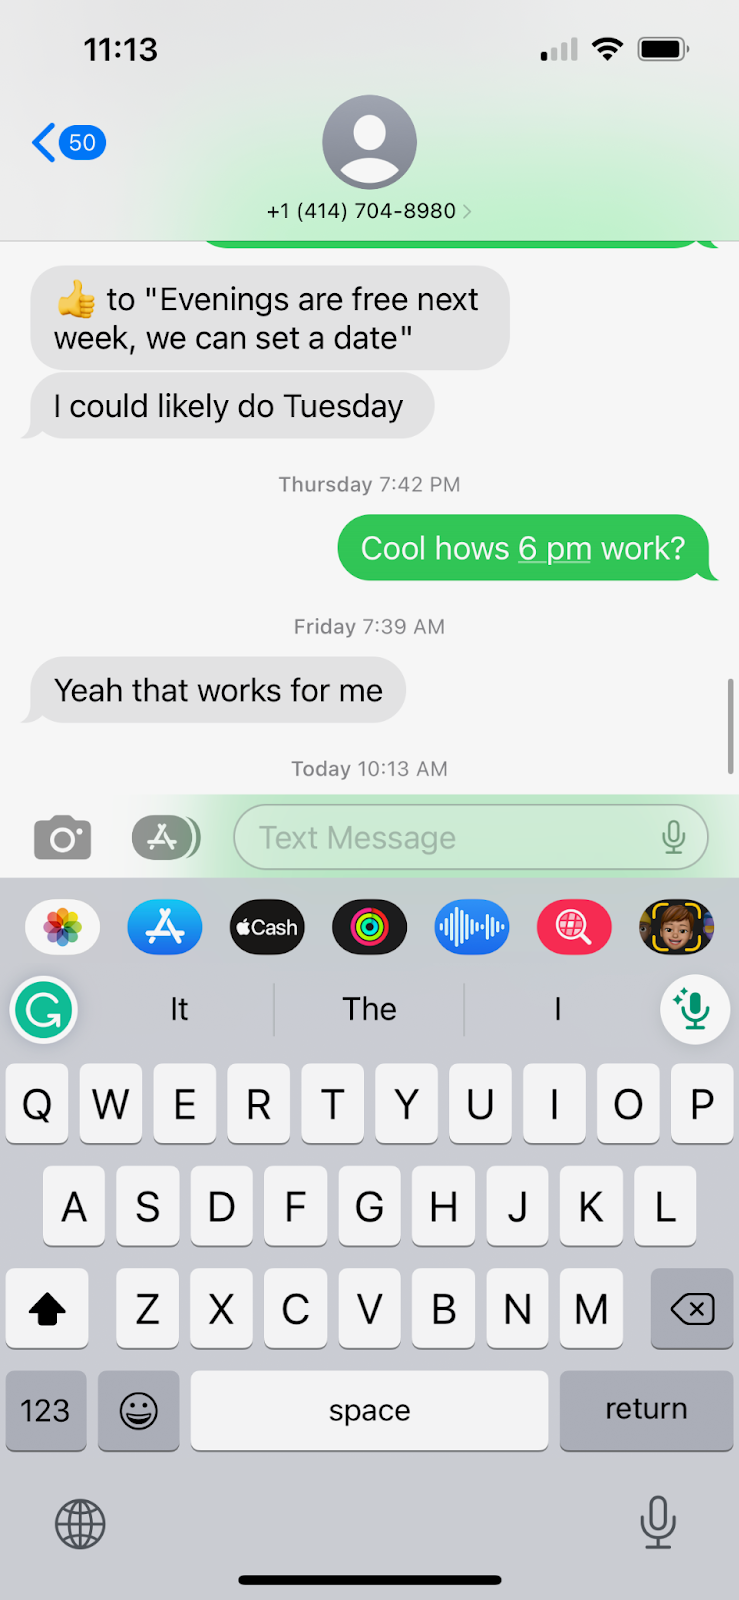 11:13
50
+1 (414) 704-8980
👍 to "Evenings are free next
week, we can set a date"
I could likely do Tuesday
Thursday 7:42 PM
Cool hows 6 pm work?
Friday 7:39 AM
Yeah that works for me
Today 10:13 AM
Text Message
Cash
It The I
Q W E R T Y U I O P
A S D F G H J K L
Z X C V B N M
123 space return